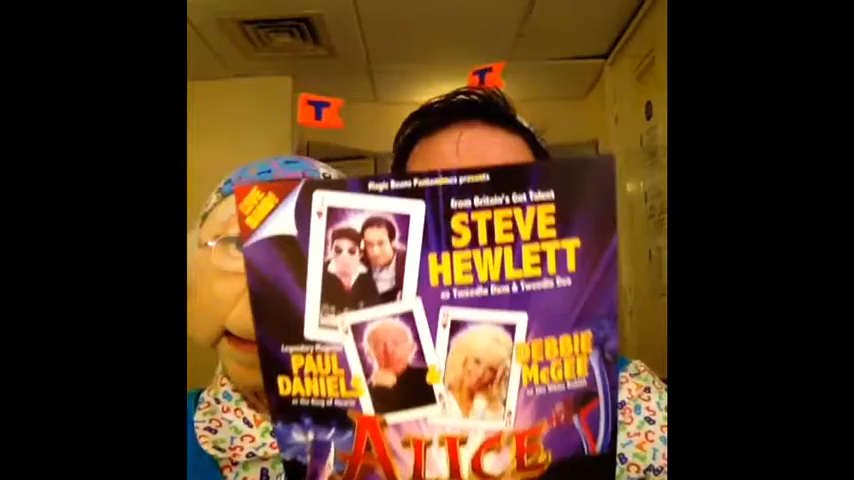 T
T
Magic Beans Pantomimes presents
from Britain's Got Talent
STEVE
HEWLETT
as Tweedle Dum & Tweedle Dee
Legendary Magician
PAUL
DANIELS
as the King of Hearts
&
DEBBIE
McGEE
as the White Rabbit
ALICE